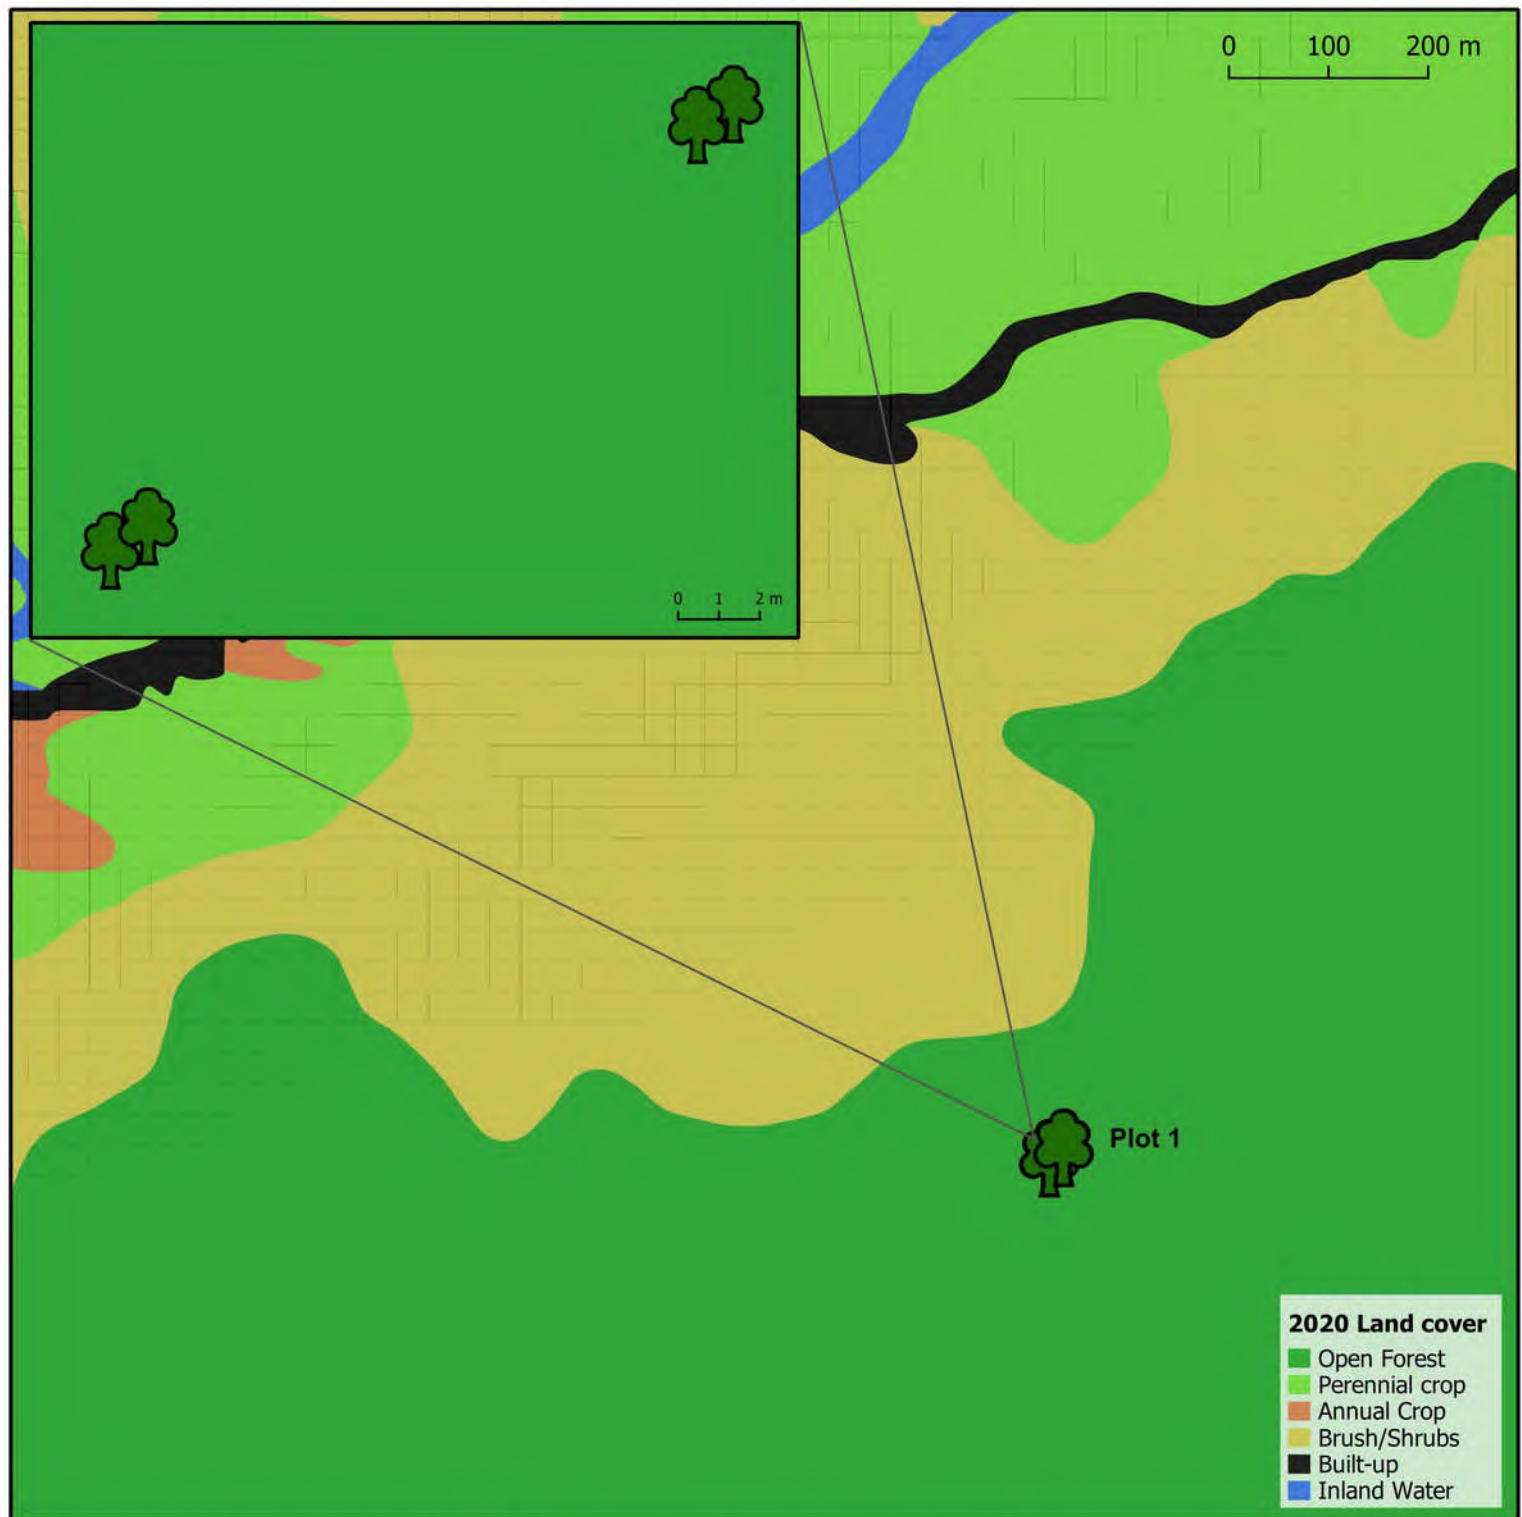 0 100 200 m
0 1 2 m
Plot 1
2020 Land cover
Open Forest
Perennial crop
Annual Crop
Brush/Shrubs
Built-up
Inland Water